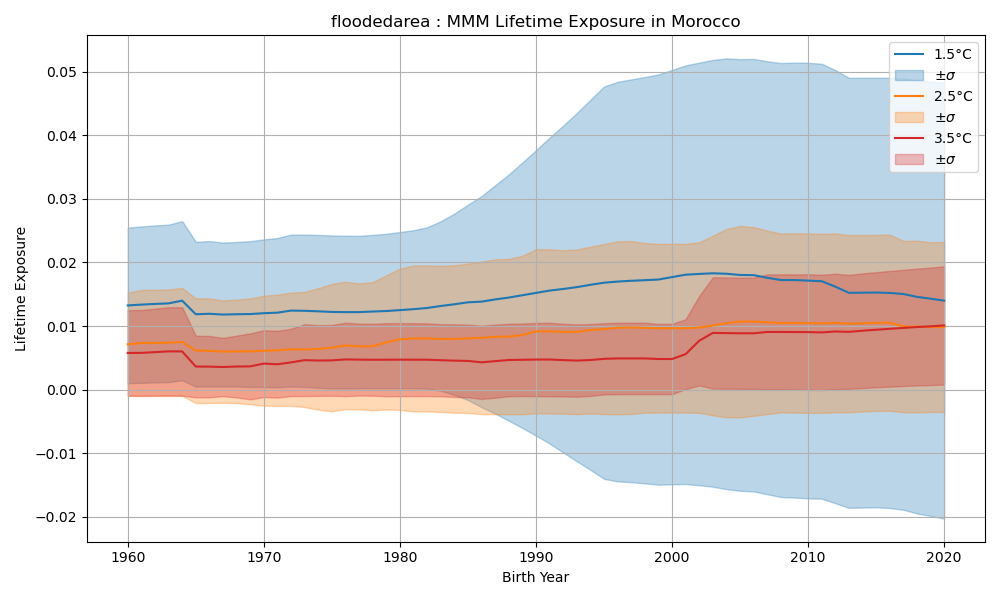 floodedarea : MMM Lifetime Exposure in Morocco
0.05
0.04
0.03
0.02
0.01
0.00
−0.01
−0.02
Lifetime Exposure
1.5°C
±σ
2.5°C
±σ
3.5°C
±σ
1960 1970 1980 1990 2000 2010 2020
Birth Year